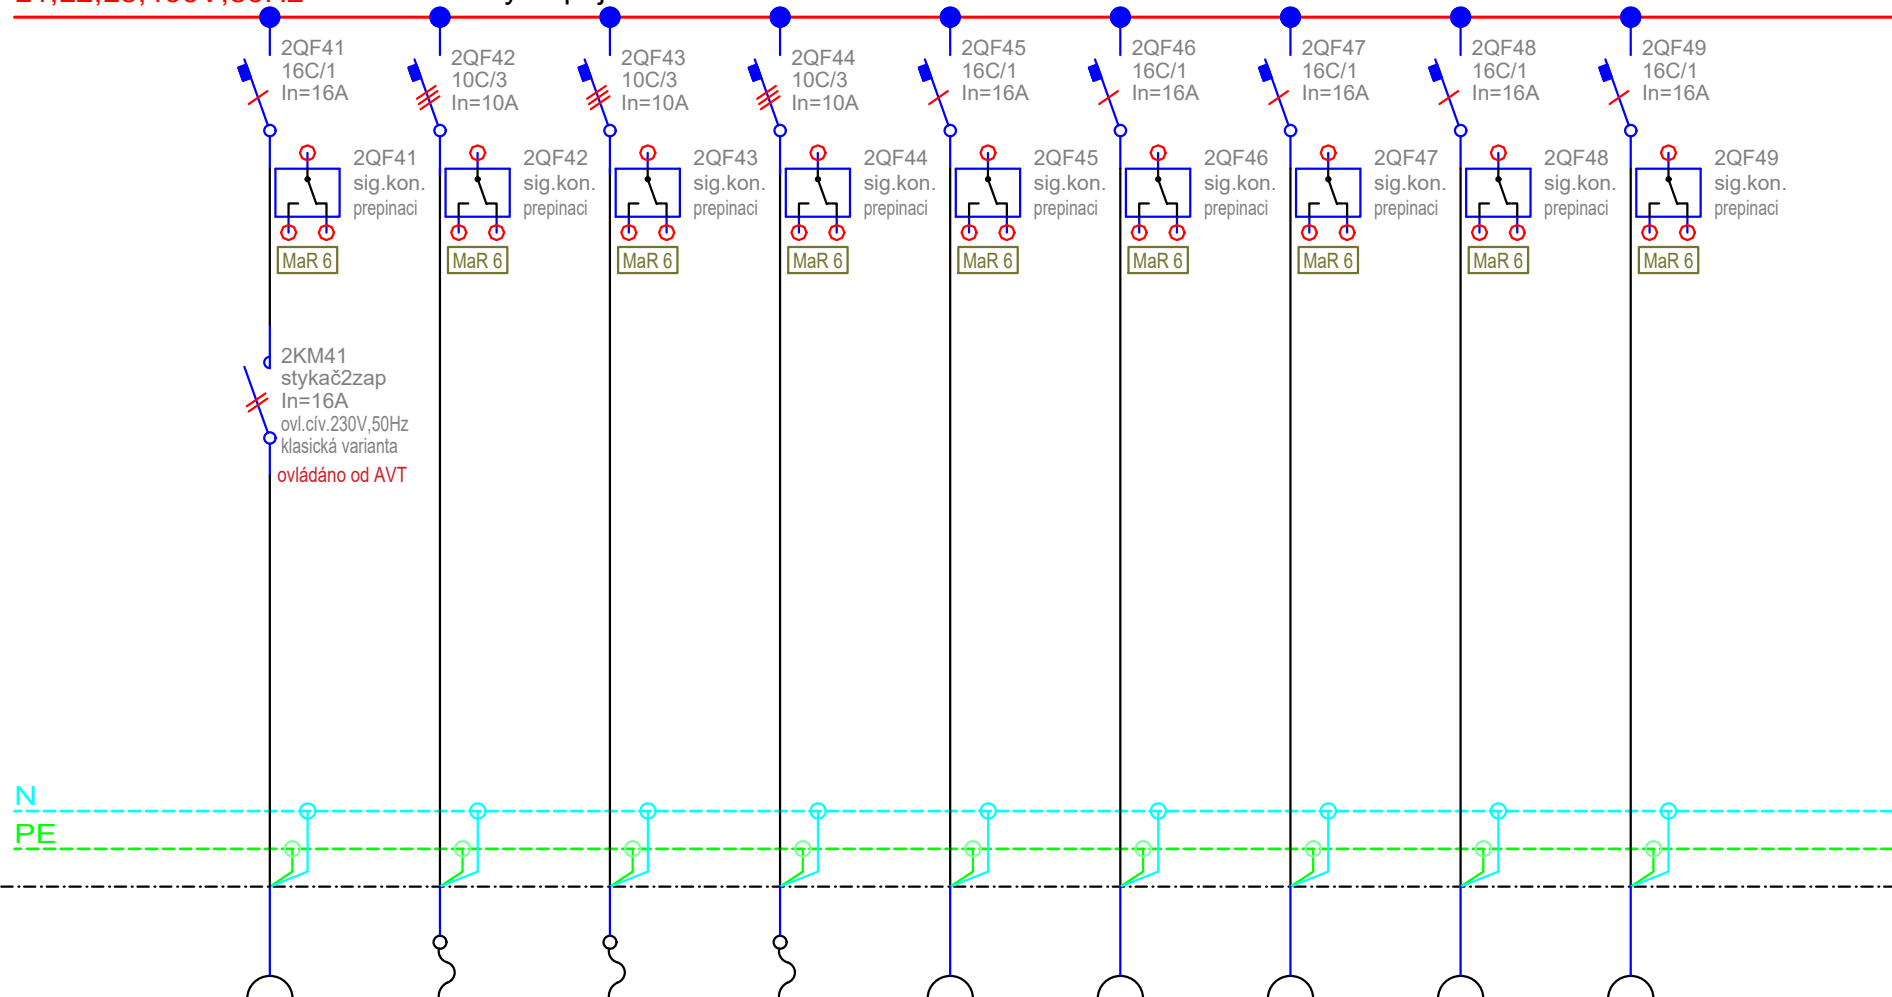 2QF41
16C/1
In=16A
2QF42
10C/3
In=10A
2QF43
10C/3
In=10A
2QF44
10C/3
In=10A
2QF45
16C/1
In=16A
2QF46
16C/1
In=16A
2QF47
16C/1
In=16A
2QF48
16C/1
In=16A
2QF49
16C/1
In=16A
2QF41
sig.kon.
prepinaci
MaR 6
2QF42
sig.kon.
prepinaci
MaR 6
2QF43
sig.kon.
prepinaci
MaR 6
2QF44
sig.kon.
prepinaci
MaR 6
2QF45
sig.kon.
prepinaci
MaR 6
2QF46
sig.kon.
prepinaci
MaR 6
2QF47
sig.kon.
prepinaci
MaR 6
2QF48
sig.kon.
prepinaci
MaR 6
2QF49
sig.kon.
prepinaci
MaR 6
2KM41
stykač2zap
In=16A
ovl.cív.230V,50Hz
klasická varianta
ovládáno od AVT
N
PE